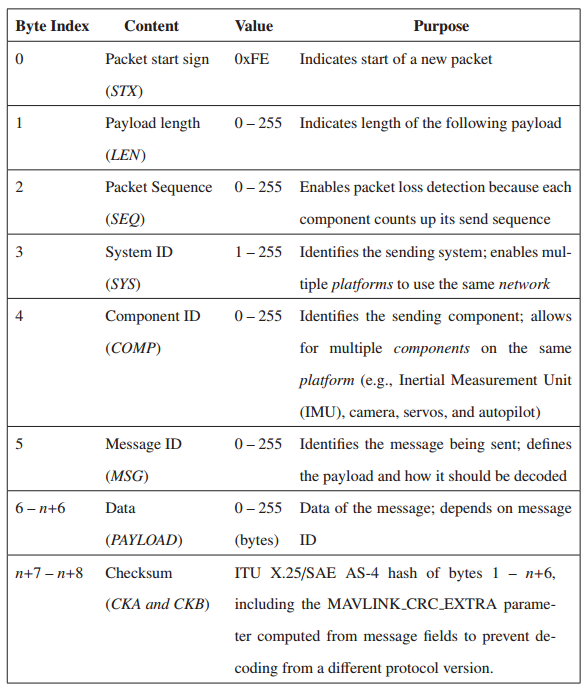 Byte Index Content Value Purpose
0 Packet start sign 0xFE Indicates start of a new packet
(STX)
1 Payload length 0 – 255 Indicates length of the following payload
(LEN)
2 Packet Sequence 0 – 255 Enables packet loss detection because each
(SEQ) component counts up its send sequence
3 System ID 1 – 255 Identifies the sending system; enables mul-
(SYS) tiple platforms to use the same network
4 Component ID 0 – 255 Identifies the sending component; allows
(COMP) for multiple components on the same
platform (e.g., Inertial Measurement Unit
(IMU), camera, servos, and autopilot)
5 Message ID 0 – 255 Identifies the message being sent; defines
(MSG) the payload and how it should be decoded
6 – n+6 Data 0 – 255 Data of the message; depends on message
(PAYLOAD) (bytes) ID
n+7 – n+8 Checksum ITU X.25/SAE AS-4 hash of bytes 1 – n+6,
(CKA and CKB) including the MAVLINK_CRC_EXTRA parame-
ter computed from message fields to prevent de-
coding from a different protocol version.